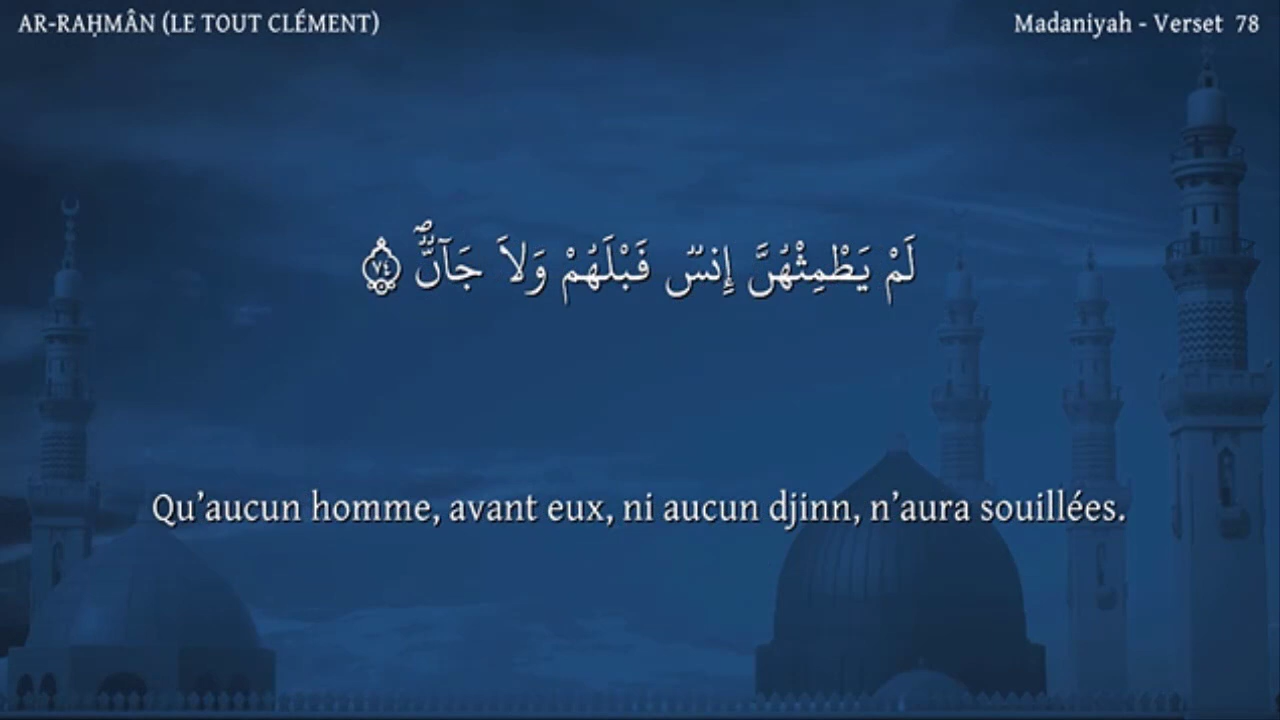 AR-RAḤMÂN (LE TOUT CLÉMENT)
Madaniyah - Verset 78
لَمْ يَطْمِثْهُنَّ إِنسٌ قَبْلَهُمْ وَلاَ جَآنٌّ ۝٧٤
Qu’aucun homme, avant eux, ni aucun djinn, n’aura souillées.